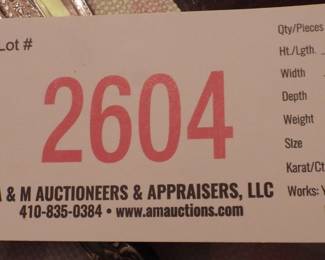 Lot #
2604
A & M AUCTIONEERS & APPRAISERS, LLC
410-835-0384 • www.amauctions.com
Qty/Pieces
Ht./Lgth.
Width
Depth
Weight
SIze
Karat/Ct
Works: Y